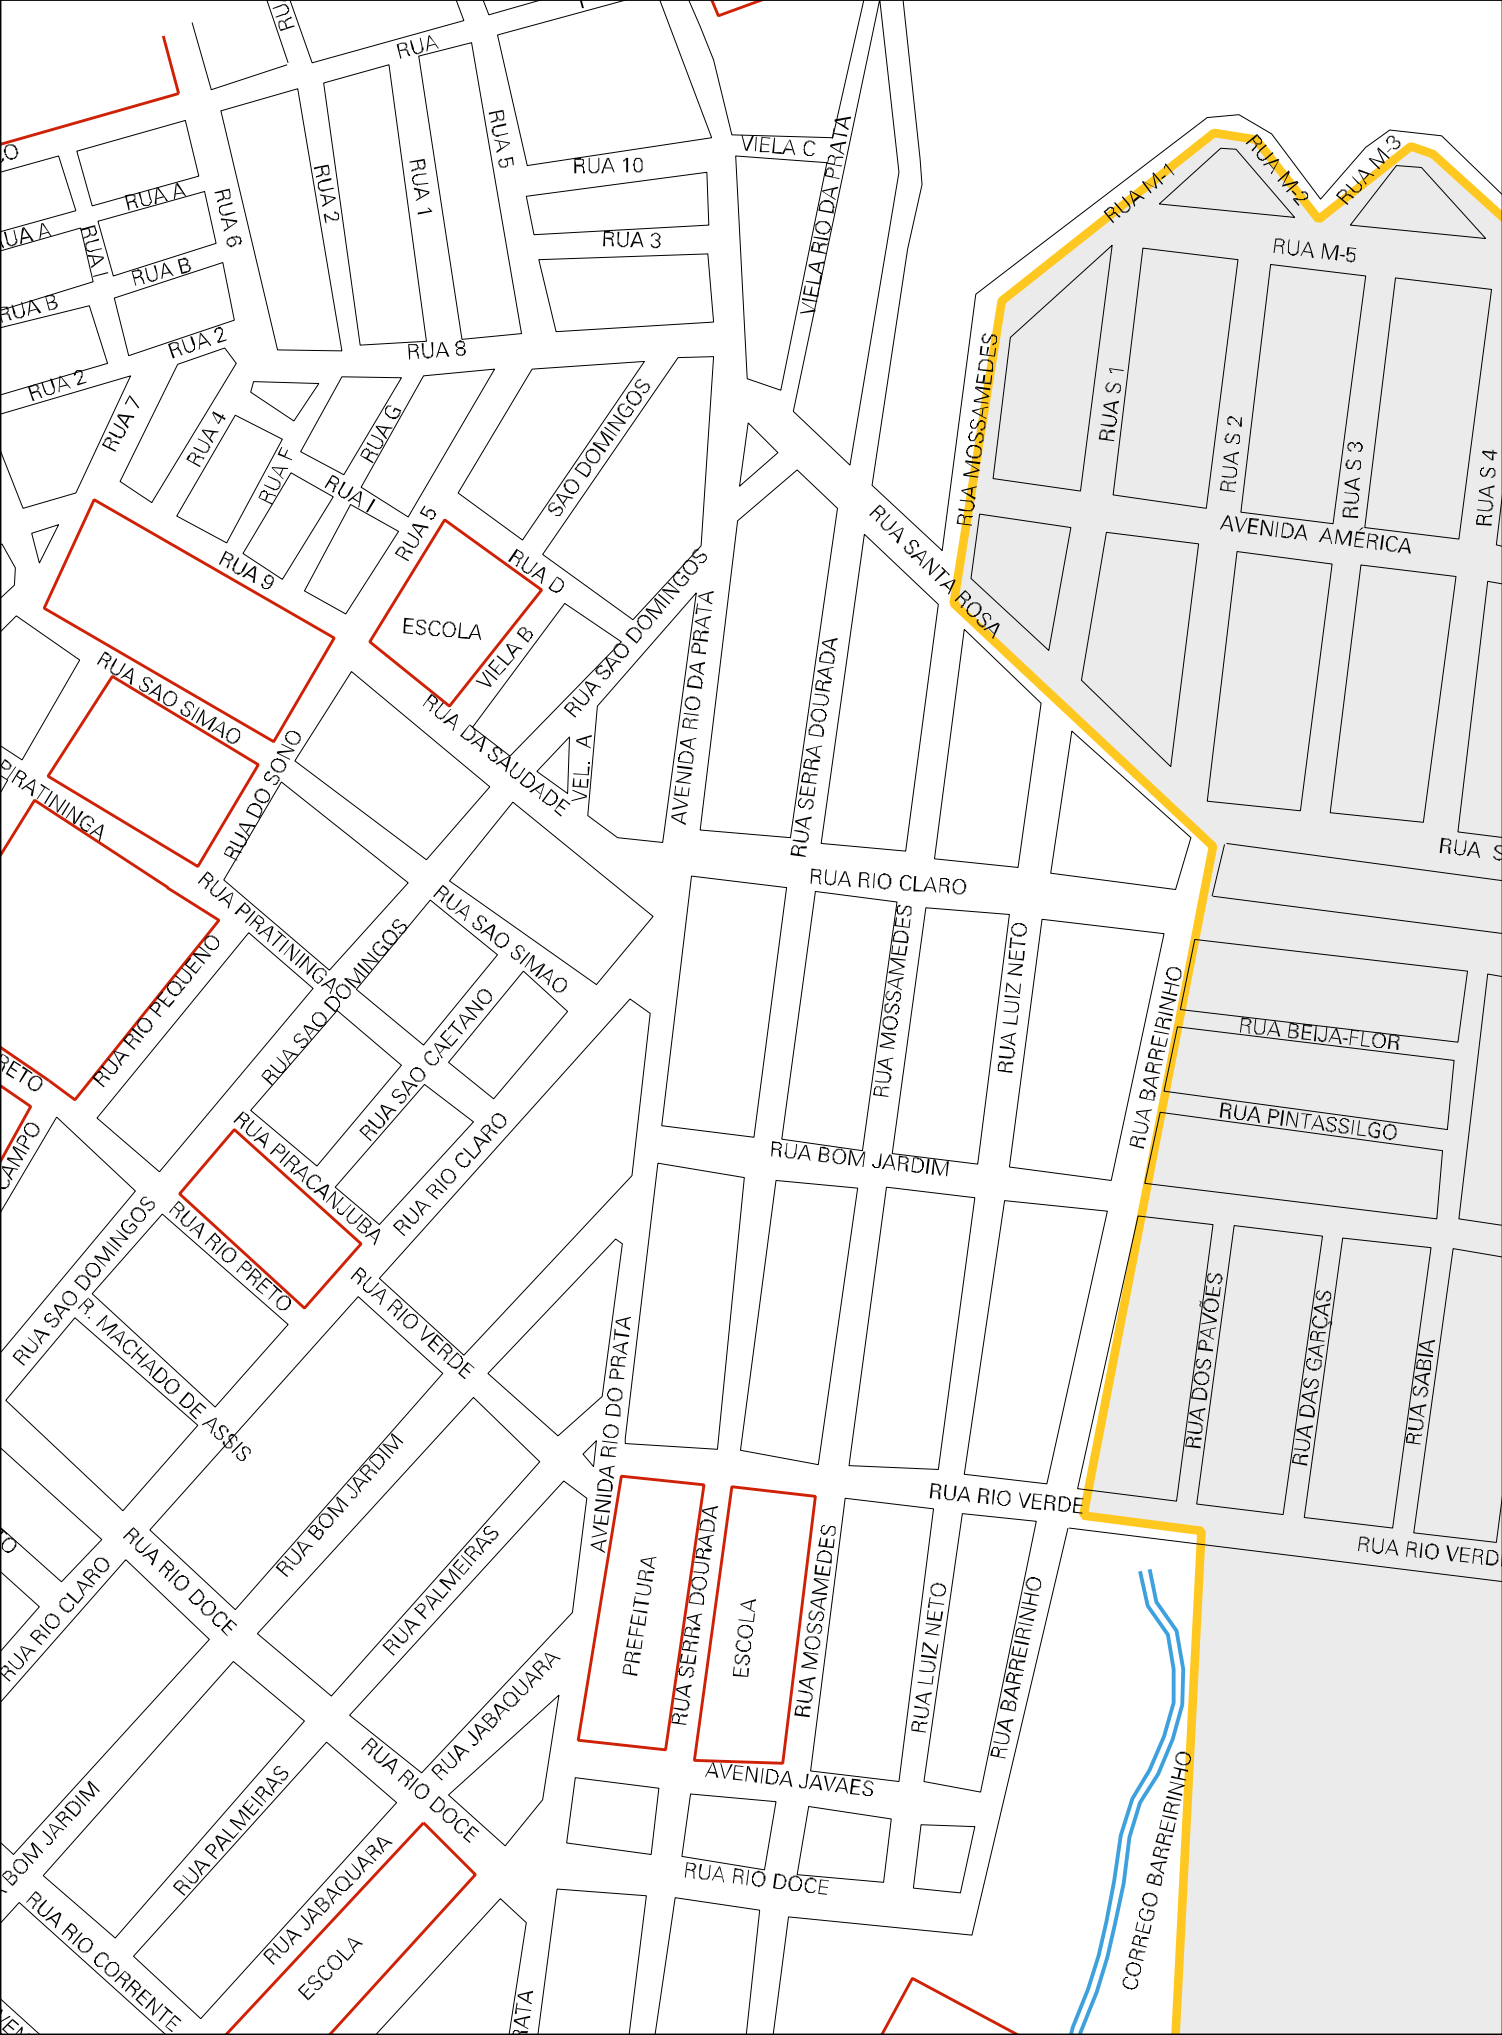 RUA
RUA 5
RUA 10
VIELA C
VIELA RIO DA PRATA
RUA A
RUA 6
RUA 2
RUA 1
RUA A
RUA I
RUA B
RUA 3
RUA B
RUA 2
RUA 8
RUA 2
RUA M-1
RUA M-2
RUA M-3
RUA M-5
RUA MOSSAMEDES
RUA S 1
RUA S 2
RUA S 3
RUA S 4
AVENIDA AMÉRICA
RUA 7
RUA 4
RUA F
RUA G
RUA I
RUA 5
SAO DOMINGOS
RUA 9
RUA D
ESCOLA
VIELA B
RUA SAO DOMINGOS
RUA SANTA ROSA
AVENIDA RIO DA PRATA
RUA SERRA DOURADA
RUA SAO SIMAO
RUA DA SAUDADE
VEL. A
PIRATININGA
RUA DO SONO
RUA S
RUA RIO CLARO
RUA PIRATININGA
RUA SAO SIMAO
RUA SAO DOMINGOS
RUA RIO PEQUENO
RUA SAO CAETANO
RUA MOSSAMEDES
RUA LUIZ NETO
RUA BARREIRINHO
RUA BEIJA-FLOR
RUA PINTASSILGO
RETO
CAMPO
RUA PIRACANJUBA
RUA RIO CLARO
RUA BOM JARDIM
RUA RIO PRETO
RUA SAO DOMINGOS
R. MACHADO DE ASSIS
RUA RIO VERDE
AVENIDA RIO DO PRATA
RUA DOS PAVÕES
RUA DAS GARÇAS
RUA SABIA
RUA BOM JARDIM
RUA RIO VERDE
RUA RIO VERD
TO
RUA RIO CLARO
RUA RIO DOCE
RUA PALMEIRAS
PREFEITURA
RUA SERRA DOURADA
ESCOLA
RUA MOSSAMEDES
RUA LUIZ NETO
RUA BARREIRINHO
RUA JABAQUARA
RUA RIO DOCE
AVENIDA JAVAES
RUA RIO DOCE
BOM JARDIM
RUA PALMEIRAS
RUA JABAQUARA
CORREGO BARREIRINHO
RUA RIO CORRENTE
ESCOLA
RATA